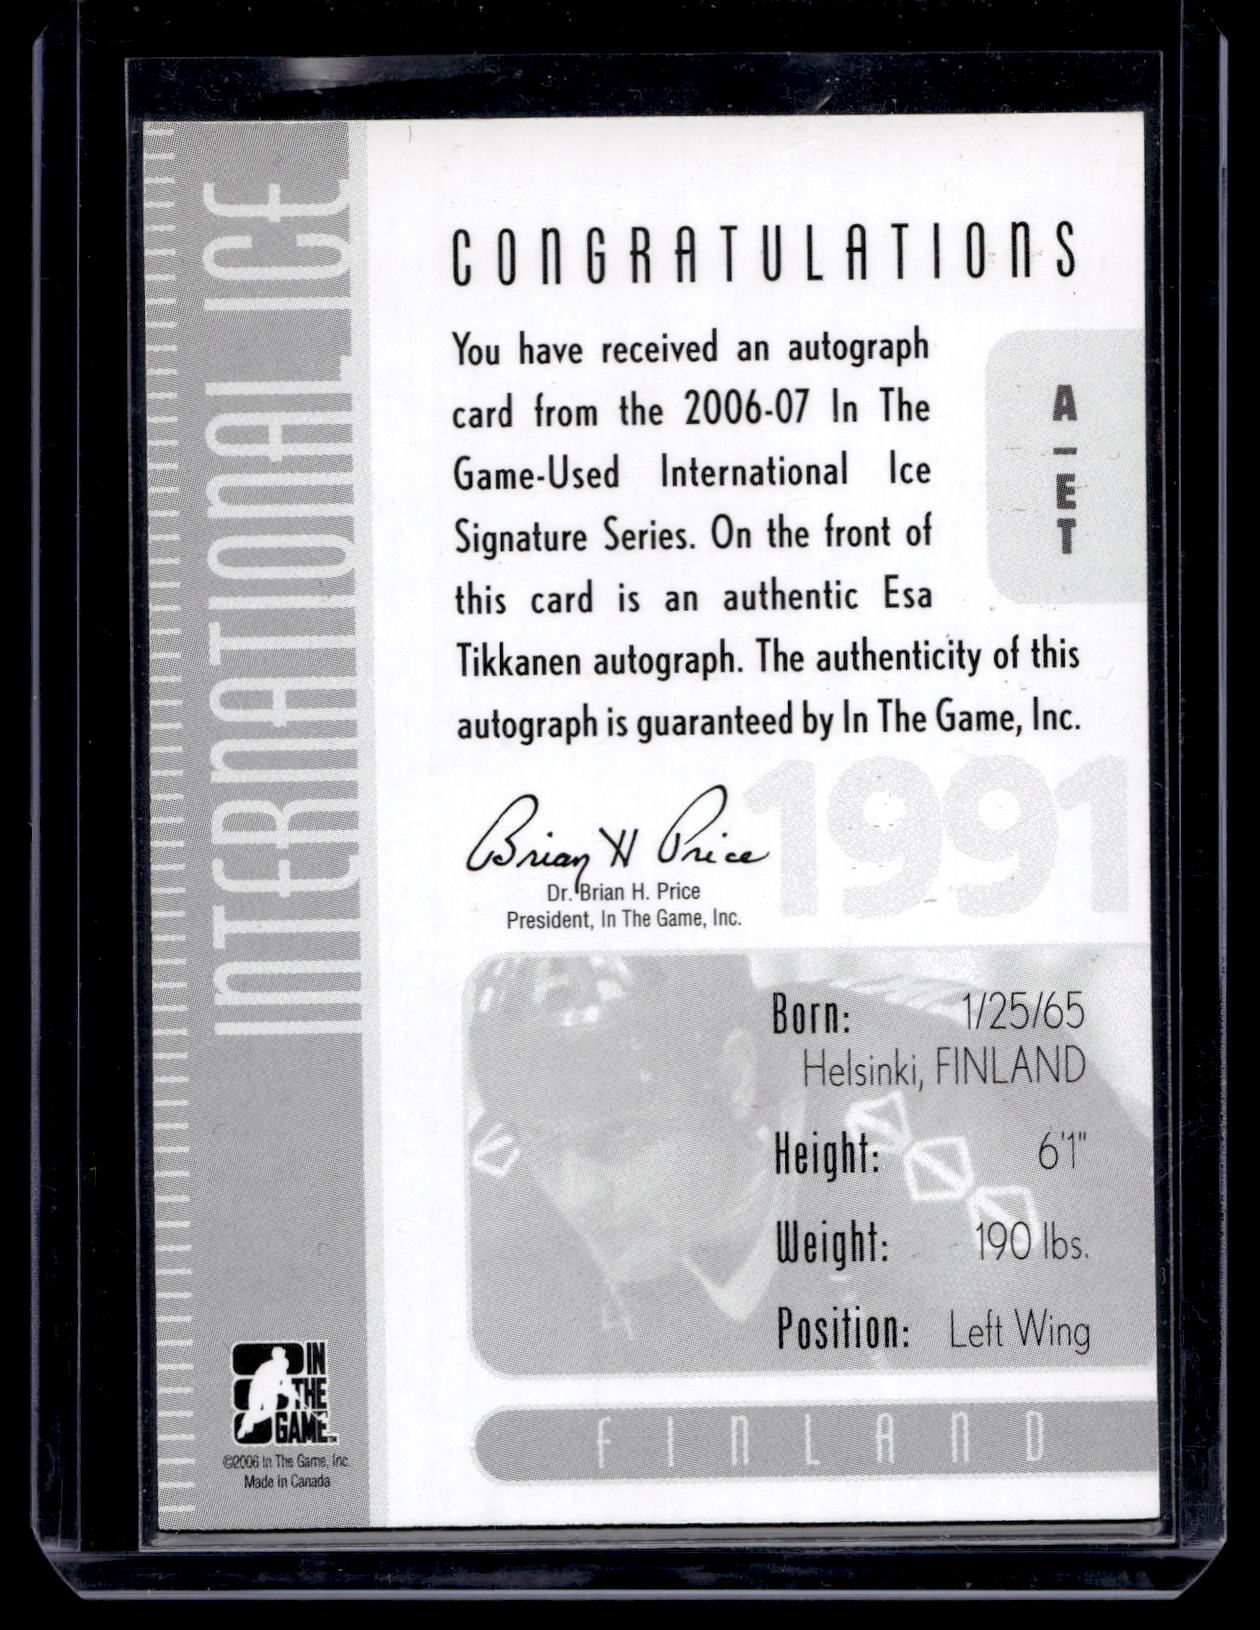 INTERNATIONAL ICE
CONGRATULATIONS
You have received an autograph
card from the 2006-07 In The
Game-Used International Ice
Signature Series. On the front of
this card is an authentic Esa
Tikkanen autograph. The authenticity of this
autograph is guaranteed by In The Game, Inc.
A-ET
1991
Brian H Price
Dr. Brian H. Price
President, In The Game, Inc.
Born: 1/25/65
Helsinki, FINLAND
Height: 6'1"
Weight: 190 lbs.
Position: Left Wing
FINLAND
IN
THE
GAME™
©2006 In The Game, Inc.
Made In Canada